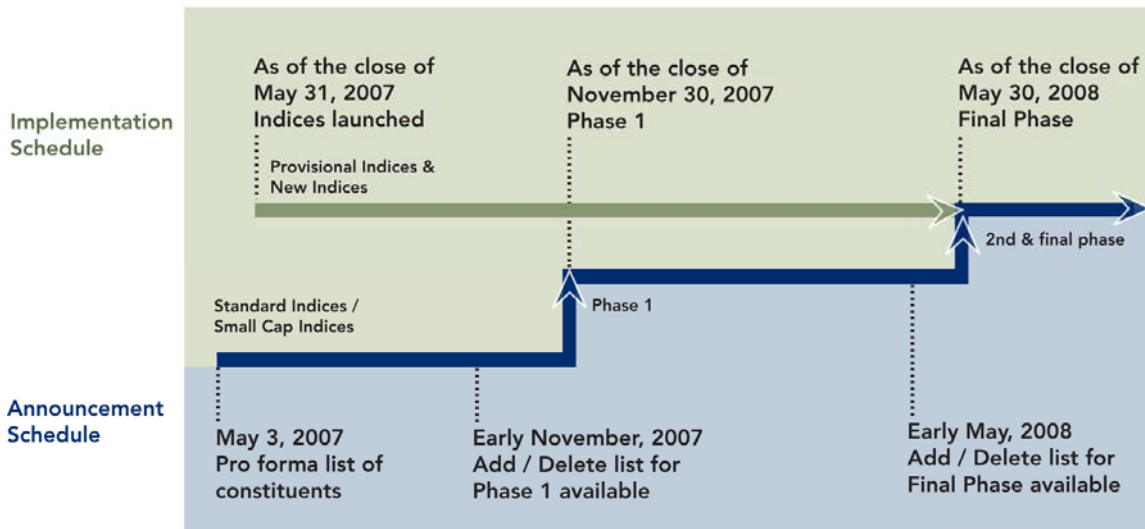 Implementation
Schedule
As of the close of
May 31, 2007
Indices launched
As of the close of
November 30, 2007
Phase 1
As of the close of
May 30, 2008
Final Phase
Provisional Indices &
New Indices
2nd & final phase
Phase 1
Standard Indices /
Small Cap Indices
Announcement
Schedule
May 3, 2007
Pro forma list of
constituents
Early November, 2007
Add / Delete list for
Phase 1 available
Early May, 2008
Add / Delete list for
Final Phase available